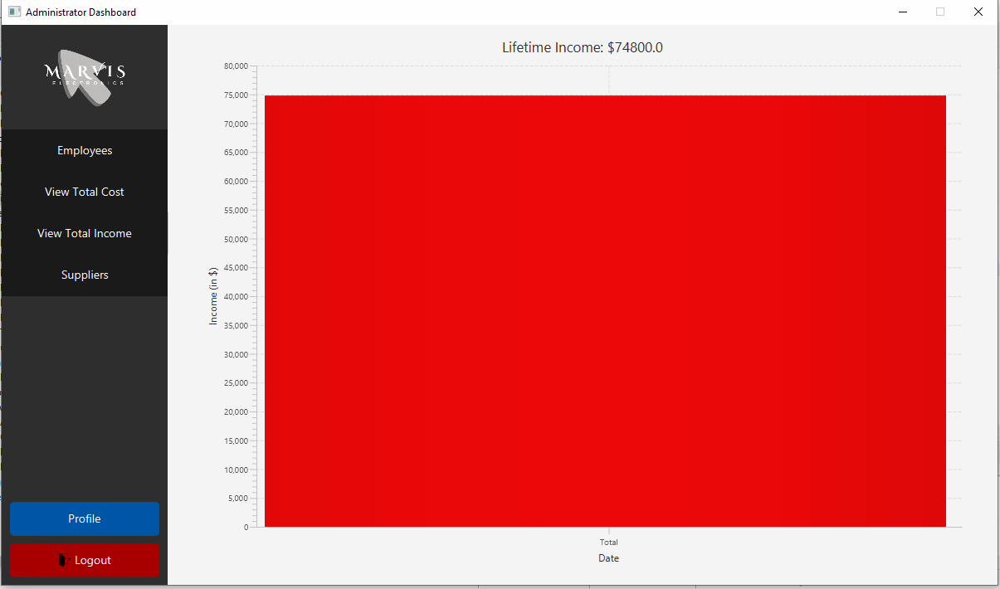 Administrator Dashboard
MARVIS
ELECTRONICS
Employees
View Total Cost
View Total Income
Suppliers
Profile
Logout
Lifetime Income: $74800.0
Income (in $)
80,000
75,000
70,000
65,000
60,000
55,000
50,000
45,000
40,000
35,000
30,000
25,000
20,000
15,000
10,000
5,000
0
Total
Date